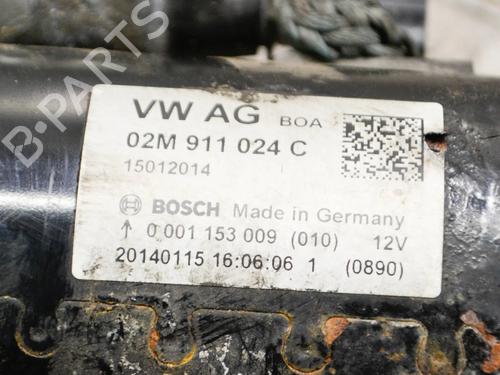 VW AG BOA
02M 911 024 C
15012014
BOSCH Made in Germany
↑ 0 001 153 009 (010) 12V
20140115 16:06:06 1 (0890)
B-PARTS